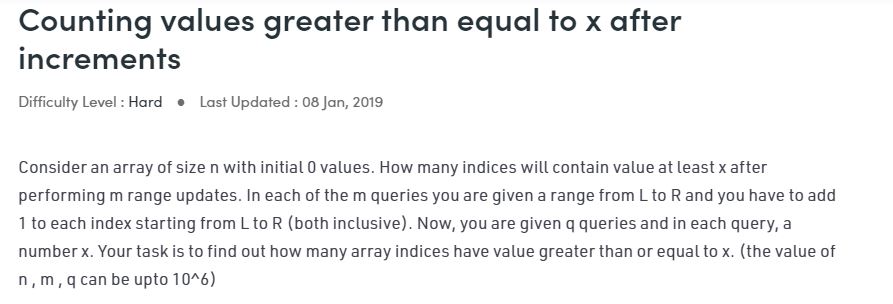 Counting values greater than equal to x after
increments
Difficulty Level : Hard ● Last Updated : 08 Jan, 2019
Consider an array of size n with initial 0 values. How many indices will contain value at least x after
performing m range updates. In each of the m queries you are given a range from L to R and you have to add
1 to each index starting from L to R (both inclusive). Now, you are given q queries and in each query, a
number x. Your task is to find out how many array indices have value greater than or equal to x. (the value of
n , m , q can be upto 10^6)